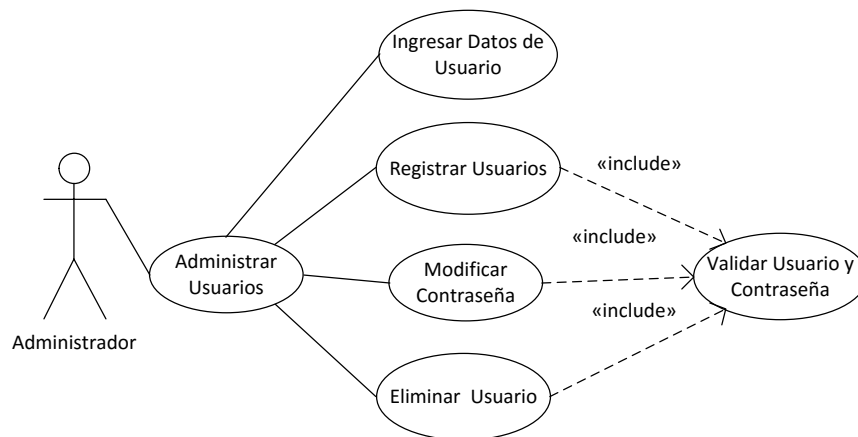 Ingresar Datos de
Usuario
Registrar Usuarios
«include»
«include»
Administrar
Usuarios
Modificar
Contraseña
Validar Usuario y
Contraseña
«include»
Administrador
Eliminar  Usuario